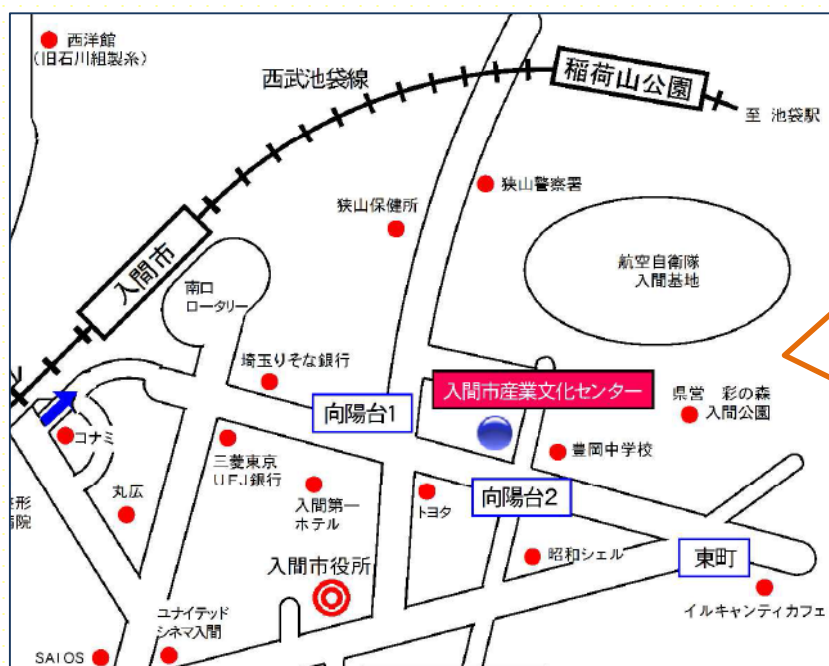 西洋館
(旧石川組製糸)
西武池袋線
稲荷山公園
至 池袋駅
狭山警察署
狭山保健所
入間市
航空自衛隊
入間基地
南口
ロータリー
埼玉りそな銀行
入間市産業文化センター
県営 彩の森
入間公園
向陽台1
コナミ
三菱東京
UFJ銀行
豊岡中学校
丸広
入間第一
ホテル
トヨタ
向陽台2
入間市役所
昭和シェル
東町
ユナイテッド
シネマ入間
イルキャンティカフェ
SAIOS